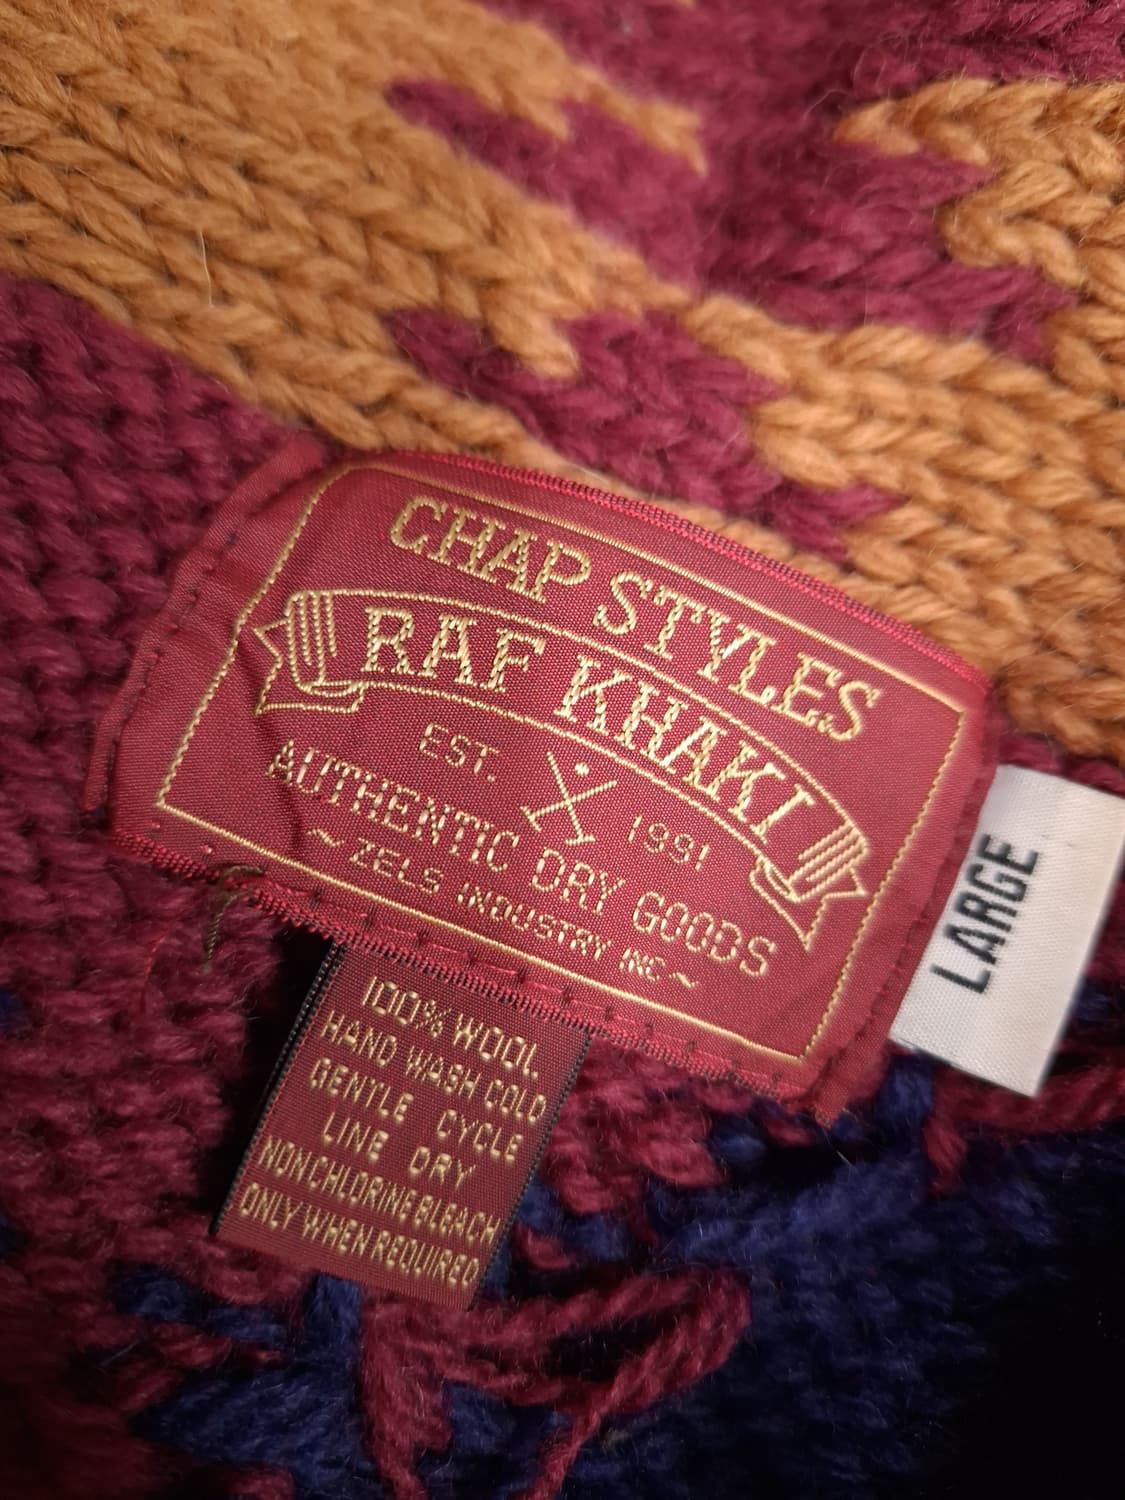 CHAP STYLES
RAF KHAKI
EST. 1991
AUTHENTIC DRY GOODS
~ ZELS INDUSTRY INC ~
LARGE
100% WOOL
HAND WASH COLD
GENTLE CYCLE
LINE DRY
NONCHLORINE BLEACH
ONLY WHEN REQUIRED